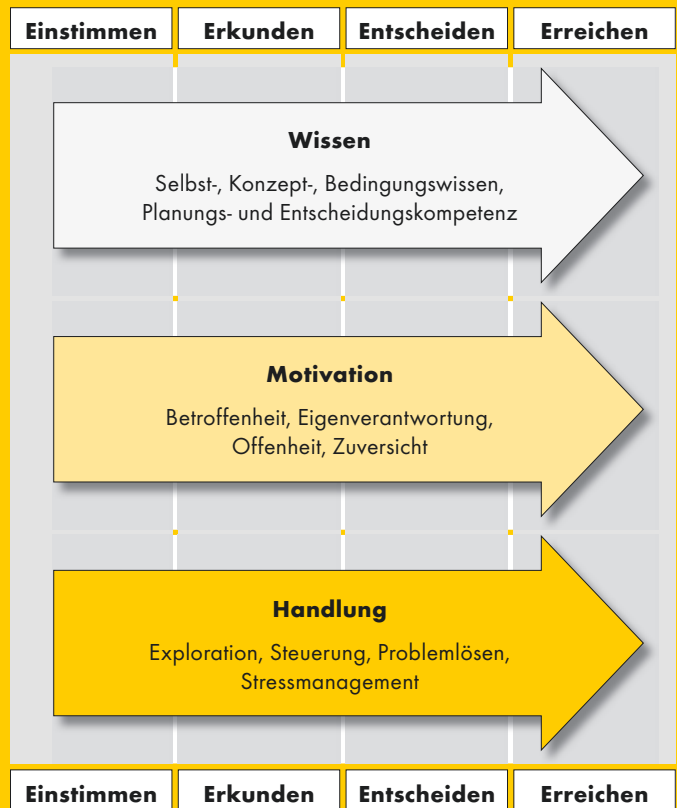 Einstimmen Erkunden Entscheiden Erreichen
Wissen
Selbst-, Konzept-, Bedingungswissen,
Planungs- und Entscheidungskompetenz
Motivation
Betroffenheit, Eigenverantwortung,
Offenheit, Zuversicht
Handlung
Exploration, Steuerung, Problemlösen,
Stressmanagement
Einstimmen Erkunden Entscheiden Erreichen